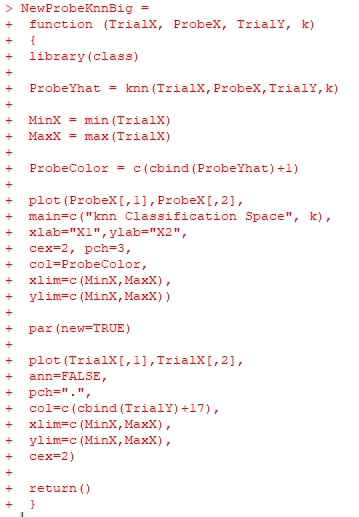 > NewProbeKnnBig =
+ function (TrialX, ProbeX, TrialY, k)
+ {
+ library(class)
+
+ ProbeYhat = knn(TrialX,ProbeX,TrialY,k)
+
+ MinX = min(TrialX)
+ MaxX = max(TrialX)
+
+ ProbeColor = c(cbind(ProbeYhat)+1)
+
+ plot(ProbeX[,1],ProbeX[,2],
+ main=c("knn Classification Space", k),
+ xlab="X1",ylab="X2",
+ cex=2, pch=3,
+ col=ProbeColor,
+ xlim=c(MinX,MaxX),
+ ylim=c(MinX,MaxX))
+
+ par(new=TRUE)
+
+ plot(TrialX[,1],TrialX[,2],
+ ann=FALSE,
+ pch=".",
+ col=c(cbind(TrialY)+17),
+ xlim=c(MinX,MaxX),
+ ylim=c(MinX,MaxX),
+ cex=2)
+
+ return()
+ }